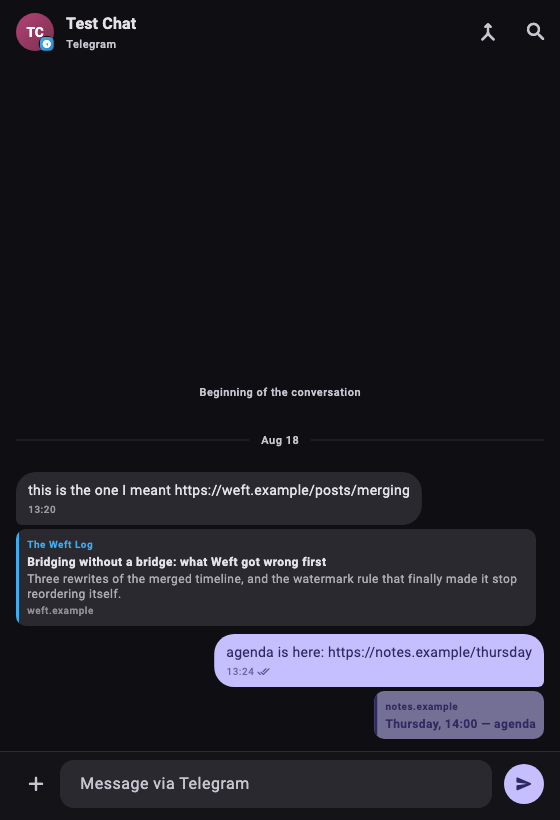 TC
Test Chat
Telegram
Beginning of the conversation
Aug 18
this is the one I meant https://weft.example/posts/merging
13:20
The Weft Log
Bridging without a bridge: what Weft got wrong first
Three rewrites of the merged timeline, and the watermark rule that finally made it stop
reordering itself.
weft.example
agenda is here: https://notes.example/thursday
13:24
notes.example
Thursday, 14:00 — agenda
Message via Telegram